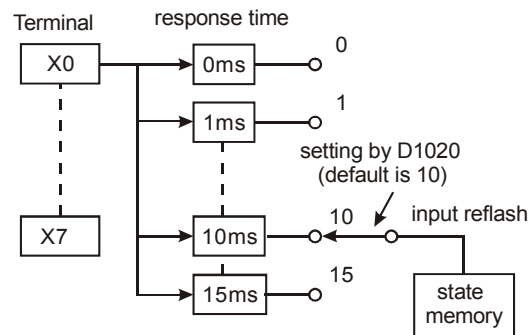 Terminal
response time
X0
0ms
0
1ms
1
setting by D1020
(default is 10)
X7
10ms
10
input reflash
15ms
15
state
memory